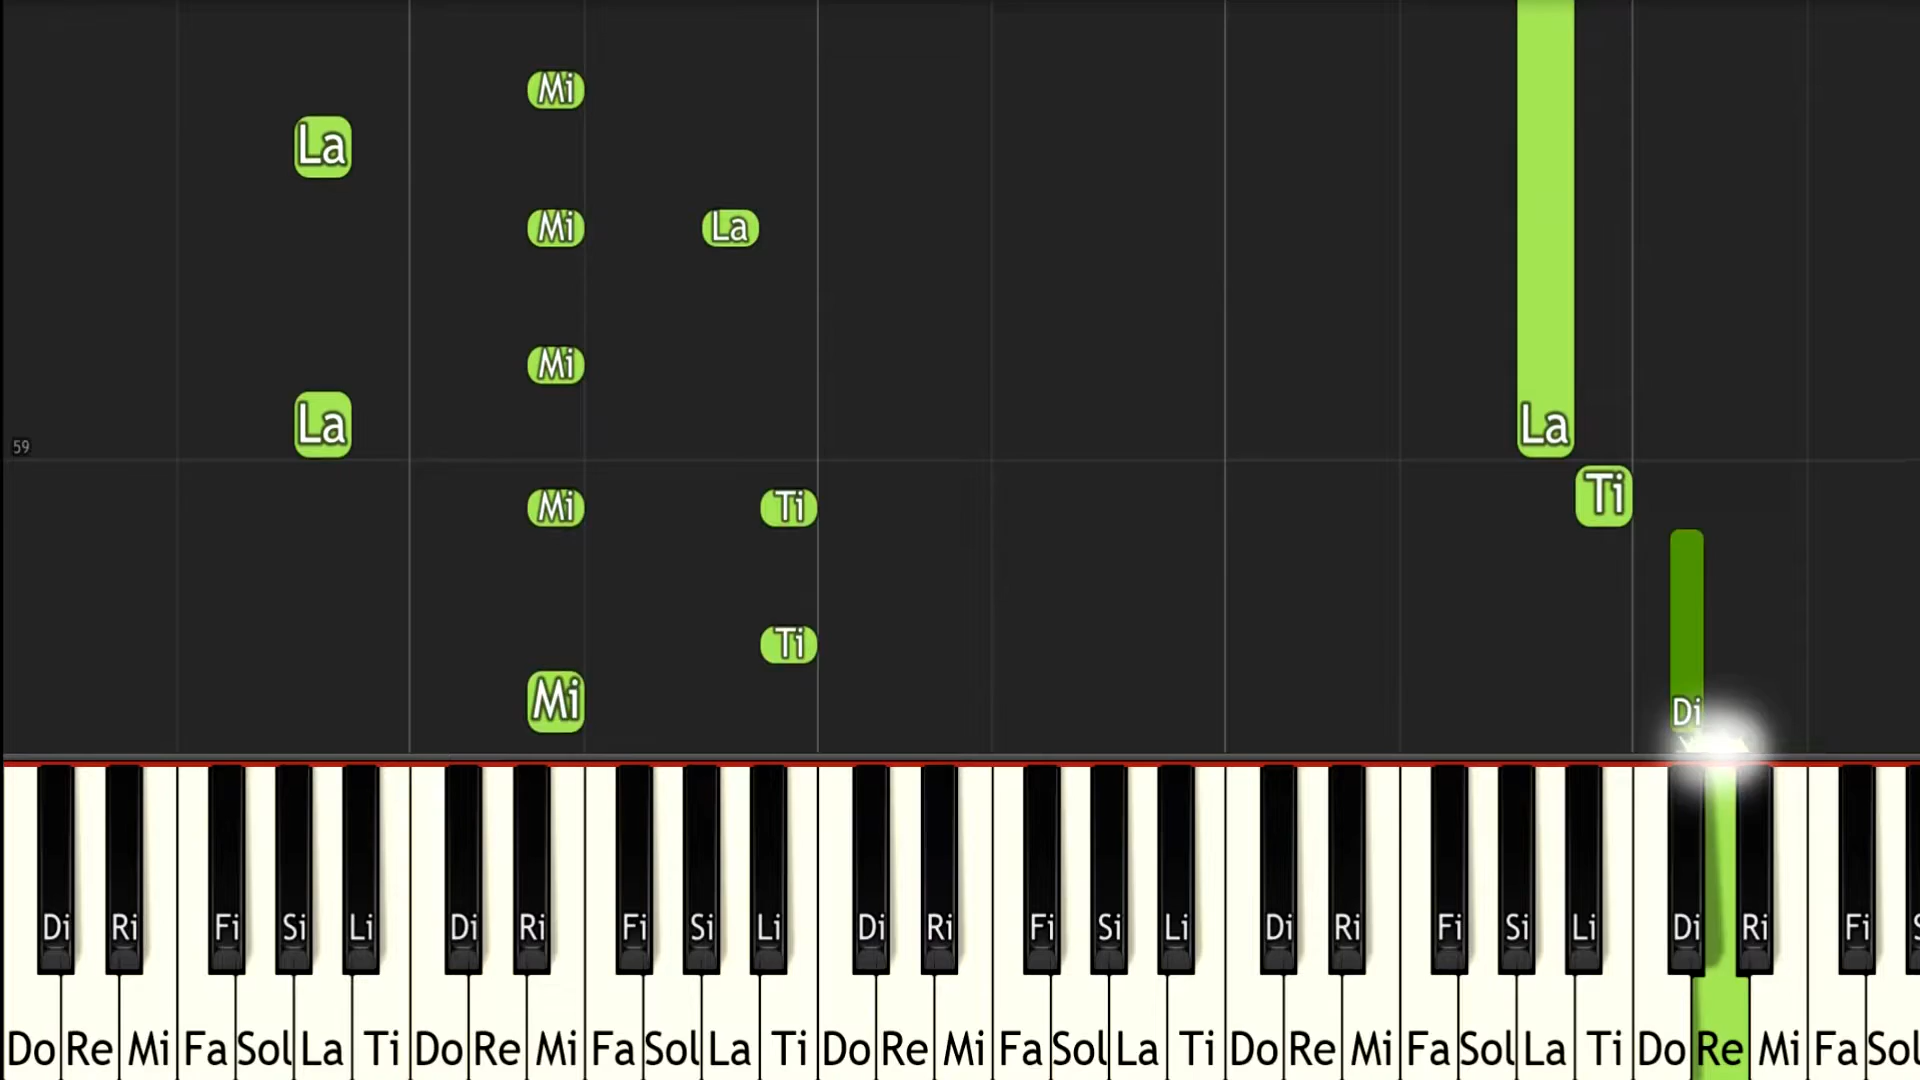 Mi
La
Mi La
Mi
La La
59
Mi Ti Ti
Ti
Mi Di
Di Ri Fi Si Li Di Ri Fi Si Li Di Ri Fi Si Li Di Ri Fi Si Li Di Ri Fi
Do Re Mi Fa Sol La Ti Do Re Mi Fa Sol La Ti Do Re Mi Fa Sol La Ti Do Re Mi Fa Sol La Ti Do Re Mi Fa Sol